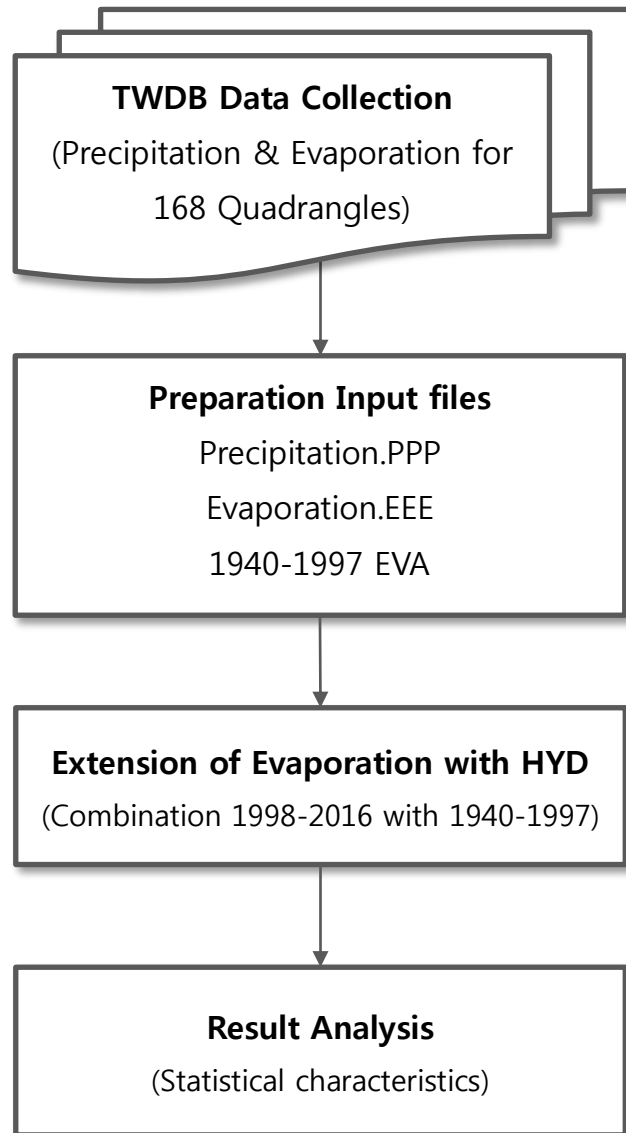 TWDB Data Collection
(Precipitation & Evaporation for
168 Quadrangles)
Preparation Input files
Precipitation.PPP
Evaporation.EEE
1940-1997 EVA
Extension of Evaporation with HYD
(Combination 1998-2016 with 1940-1997)
Result Analysis
(Statistical characteristics)